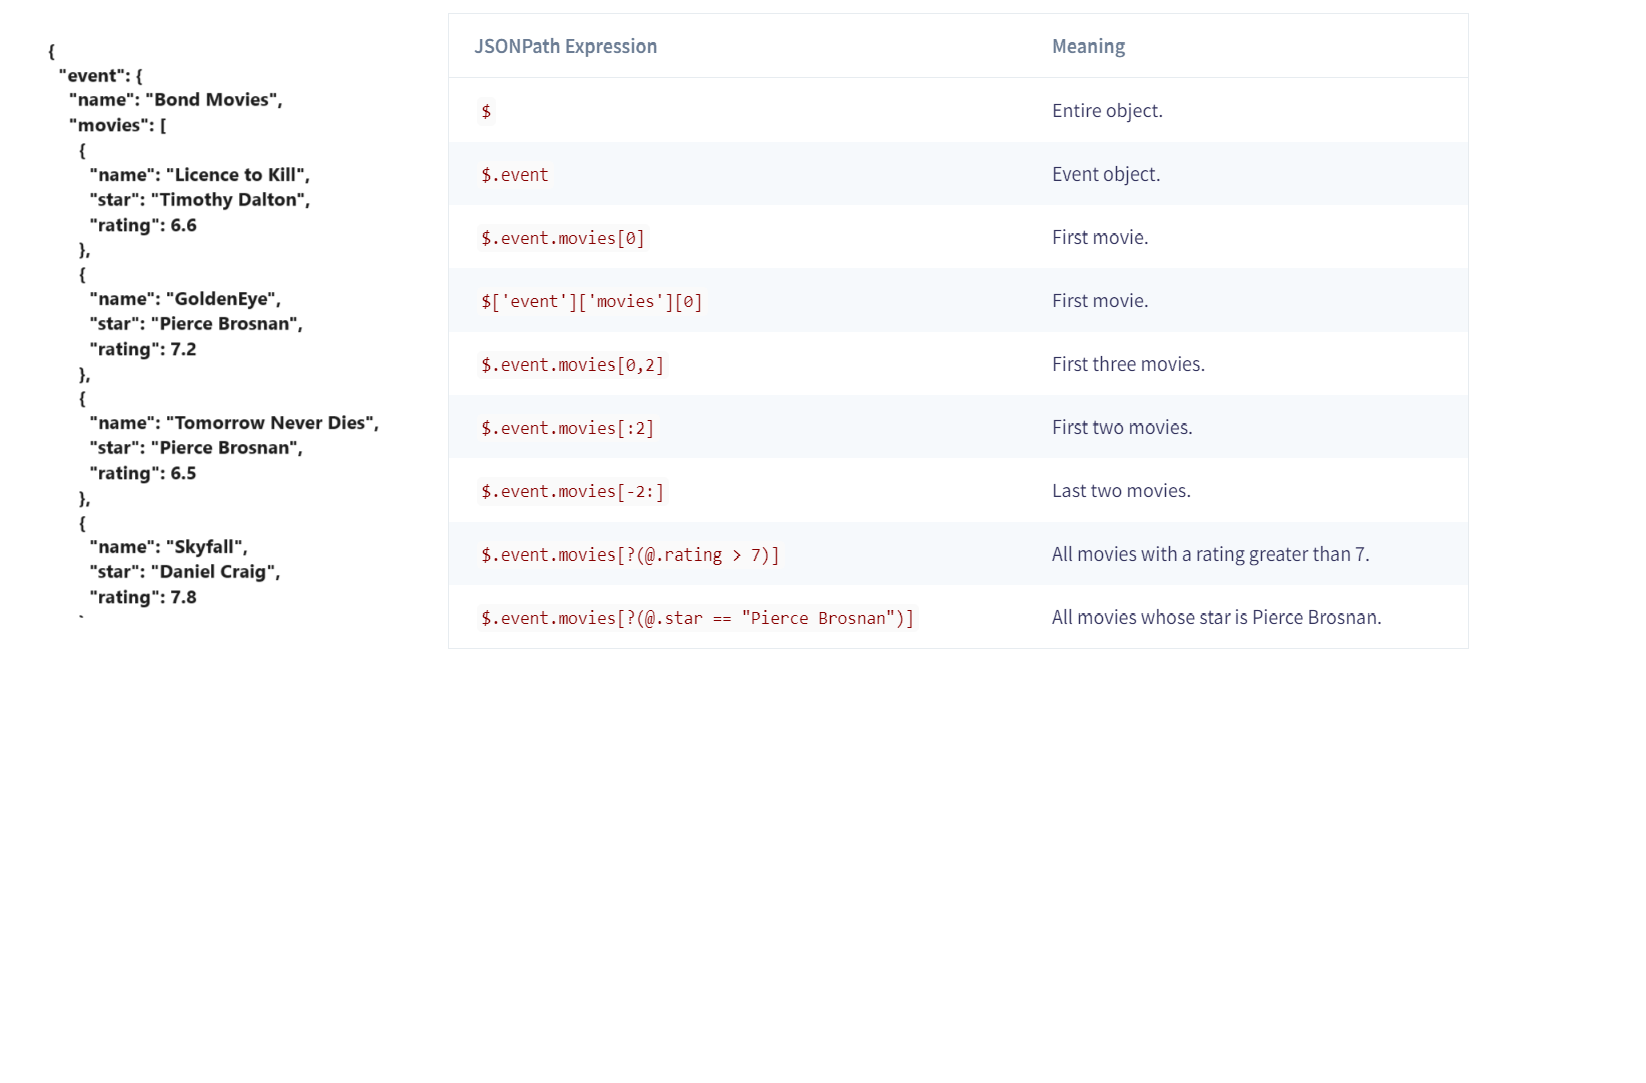 {
"event": {
"name": "Bond Movies",
"movies": [
{
"name": "Licence to Kill",
"star": "Timothy Dalton",
"rating": 6.6
},
{
"name": "GoldenEye",
"star": "Pierce Brosnan",
"rating": 7.2
},
{
"name": "Tomorrow Never Dies",
"star": "Pierce Brosnan",
"rating": 6.5
},
{
"name": "Skyfall",
"star": "Daniel Craig",
"rating": 7.8
JSONPath Expression Meaning
$ Entire object.
$.event Event object.
$.event.movies[0] First movie.
$['event']['movies'][0] First movie.
$.event.movies[0,2] First three movies.
$.event.movies[:2] First two movies.
$.event.movies[-2:] Last two movies.
$.event.movies[?(@.rating > 7)] All movies with a rating greater than 7.
$.event.movies[?(@.star == "Pierce Brosnan")] All movies whose star is Pierce Brosnan.